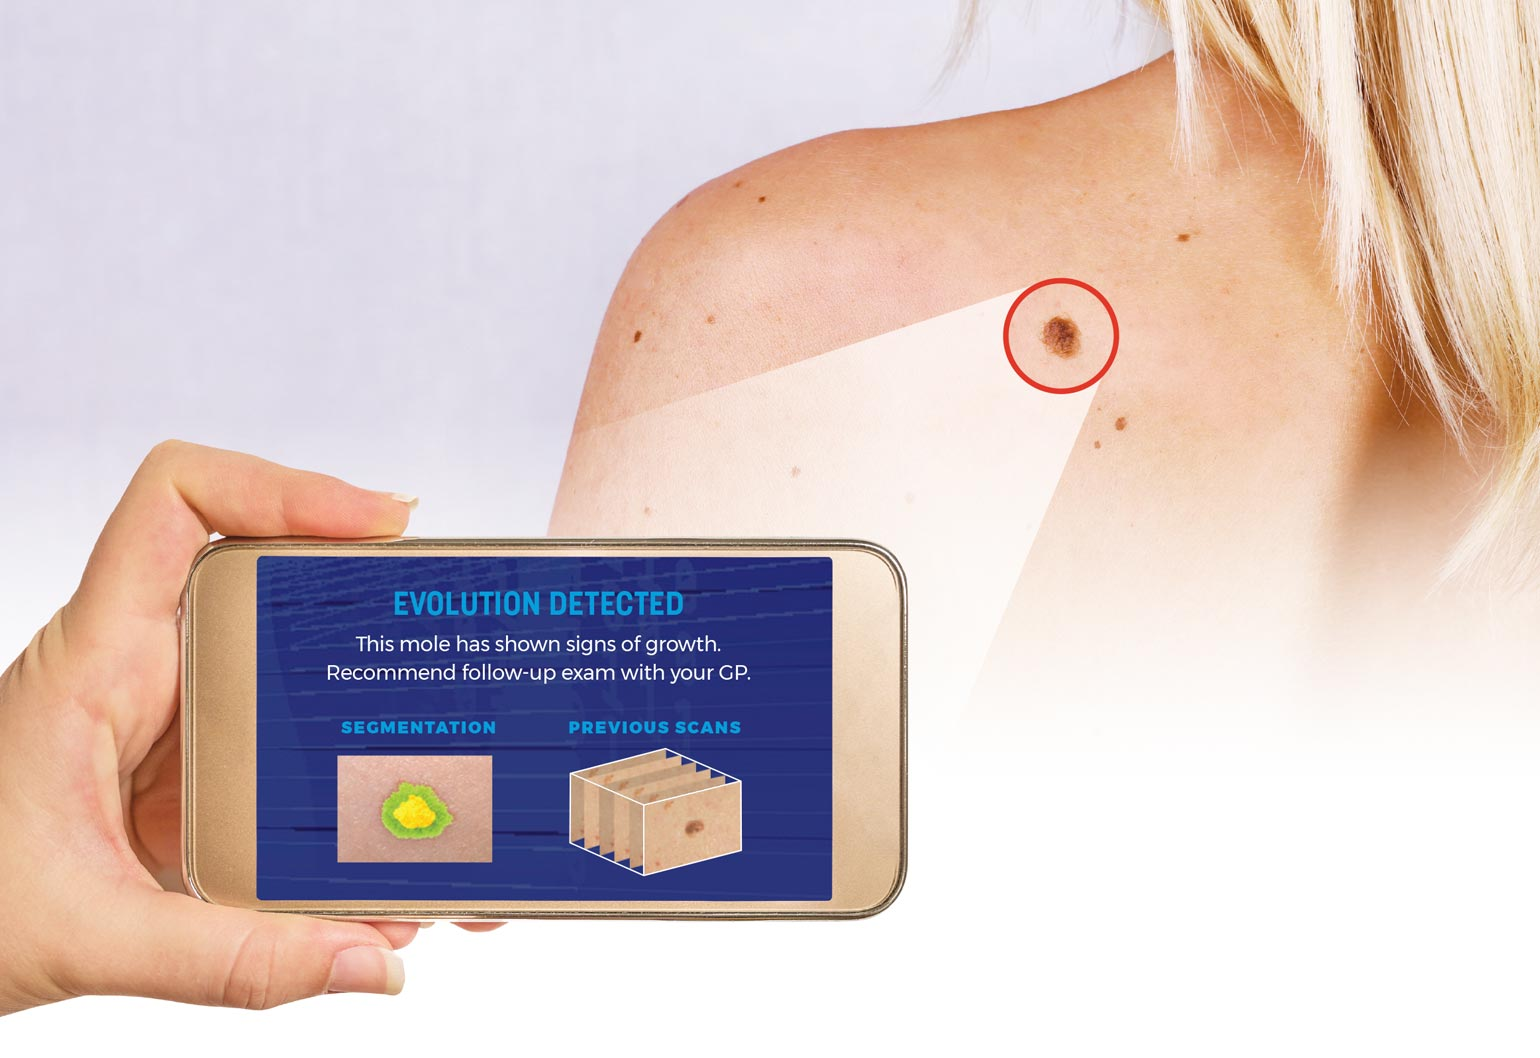 EVOLUTION DETECTED
This mole has shown signs of growth.
Recommend follow-up exam with your GP.
SEGMENTATION
PREVIOUS SCANS